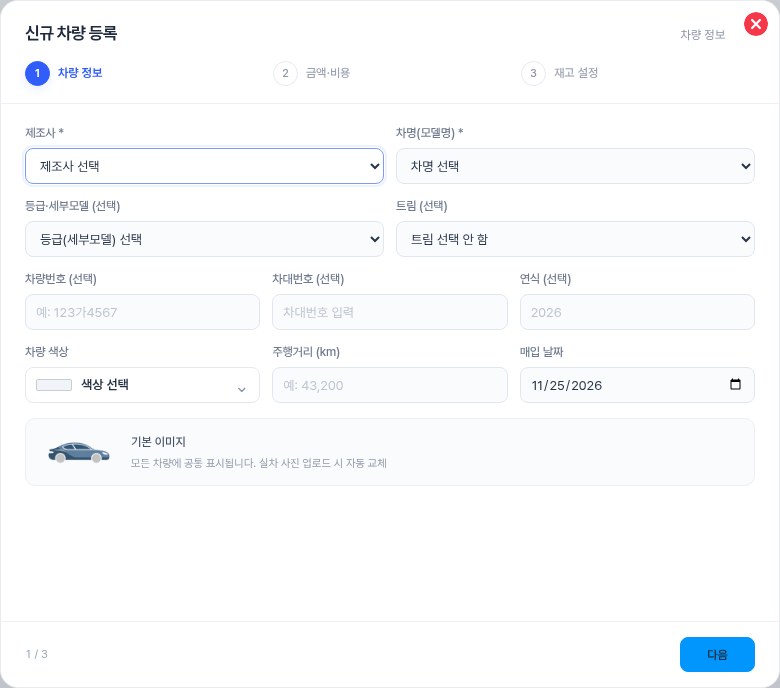 신규 차량 등록
차량 정보
1 차량 정보
2 금액·비용
3 재고 설정
제조사 *
차명(모델명) *
제조사 선택
차명 선택
등급·세부모델 (선택)
트림 (선택)
등급(세부모델) 선택
트림 선택 안 함
차량번호 (선택)
차대번호 (선택)
연식 (선택)
예: 123가4567
차대번호 입력
2026
차량 색상
주행거리 (km)
매입 날짜
색상 선택
예: 43,200
11/25/2026
기본 이미지
모든 차량에 공통 표시됩니다. 실차 사진 업로드 시 자동 교체
1 / 3
다음